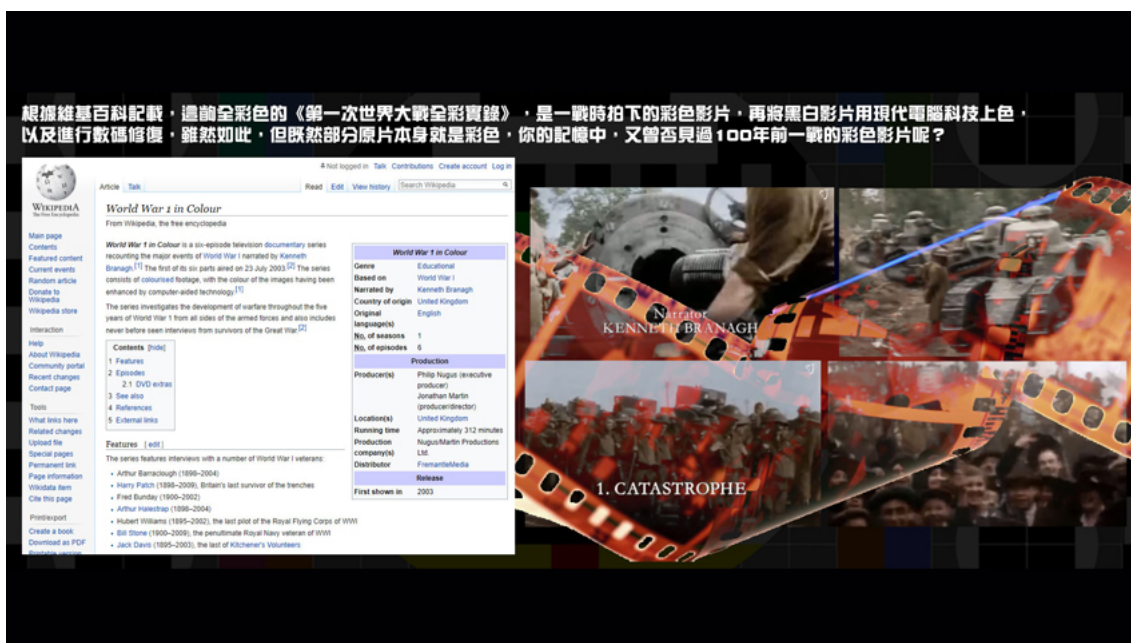 根據維基百科記載，這齣全彩色的《第一次世界大戰全彩實錄》，是一戰時拍下的彩色影片，再將黑白影片用現代電腦科技上色，
以及進行數碼修復，雖然如此，但既然部分原片本身就是彩色，你的記憶中，又曾否見過100年前一戰的彩色影片呢？
WIKIPEDIA
The Free Encyclopedia
Main page
Contents
Featured content
Current events
Random article
Donate to
Wikipedia
Wikipedia store
Interaction
Help
About Wikipedia
Community portal
Recent changes
Contact page
Tools
What links here
Related changes
Upload file
Special pages
Permanent link
Page information
Wikidata item
Cite this page
Print/export
Create a book
Download as PDF
Printable version
Not logged in Talk Contributions Create account Log in
Article Talk Read Edit View history Search Wikipedia
World War 1 in Colour
From Wikipedia, the free encyclopedia
World War 1 in Colour is a six-episode television documentary series
recounting the major events of World War I narrated by Kenneth
Branagh.[1] The first of its six parts aired on 23 July 2003.[2] The series
consists of colourised footage, with the colour of the images having been
enhanced by computer-aided technology.[1]
The series investigates the development of warfare throughout the five
years of World War 1 from all sides of the armed forces and also includes
never before seen interviews from survivors of the Great War.[2]
Contents [hide]
1 Features
2 Episodes
2.1 DVD extras
3 See also
4 References
5 External links
Features [edit]
The series features interviews with a number of World War I veterans:
• Arthur Barraclough (1898–2004)
• Harry Patch (1898–2009), Britain's last survivor of the trenches
• Fred Bunday (1900–2002)
• Arthur Halestrap (1898–2004)
• Hubert Williams (1895–2002), the last pilot of the Royal Flying Corps of WWI
• Bill Stone (1900–2009), the penultimate Royal Navy veteran of WWI
• Jack Davis (1895–2003), the last of Kitchener's Volunteers
World War 1 in Colour
Genre Educational
Based on World War I
Narrated by Kenneth Branagh
Country of origin United Kingdom
Original English
language(s)
No. of seasons 1
No. of episodes 6
Production
Producer(s) Philip Nugus (executive
producer)
Jonathan Martin
(producer/director)
Location(s) United Kingdom
Running time Approximately 312 minutes
Production Nugus/Martin Productions
company(s) Ltd.
Distributor FremantleMedia
Release
First shown in 2003
Narrator
KENNETH BRANAGH
1. CATASTROPHE